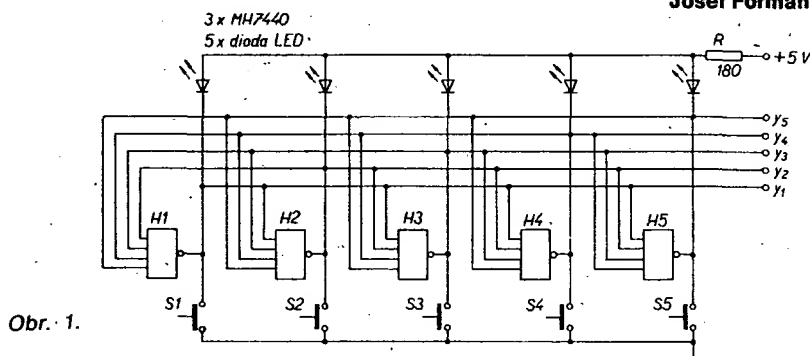 Josef Forman
3 x MH7440
5 x dioda LED
R
180
+5 V
y5
y4
y3
y2
y1
H1
H2
H3
H4
H5
S1
S2
S3
S4
S5
Obr. 1.